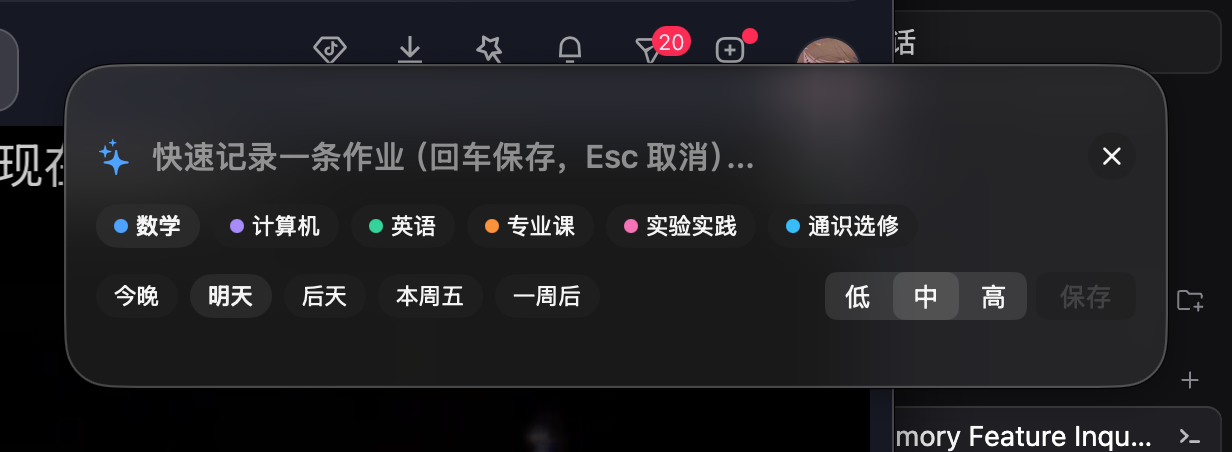 20
话
现在
快速记录一条作业（回车保存，Esc 取消）...
数学 计算机 英语 专业课 实验实践 通识选修
今晚 明天 后天 本周五 一周后 低 中 高 保存
mory Feature Inqu...